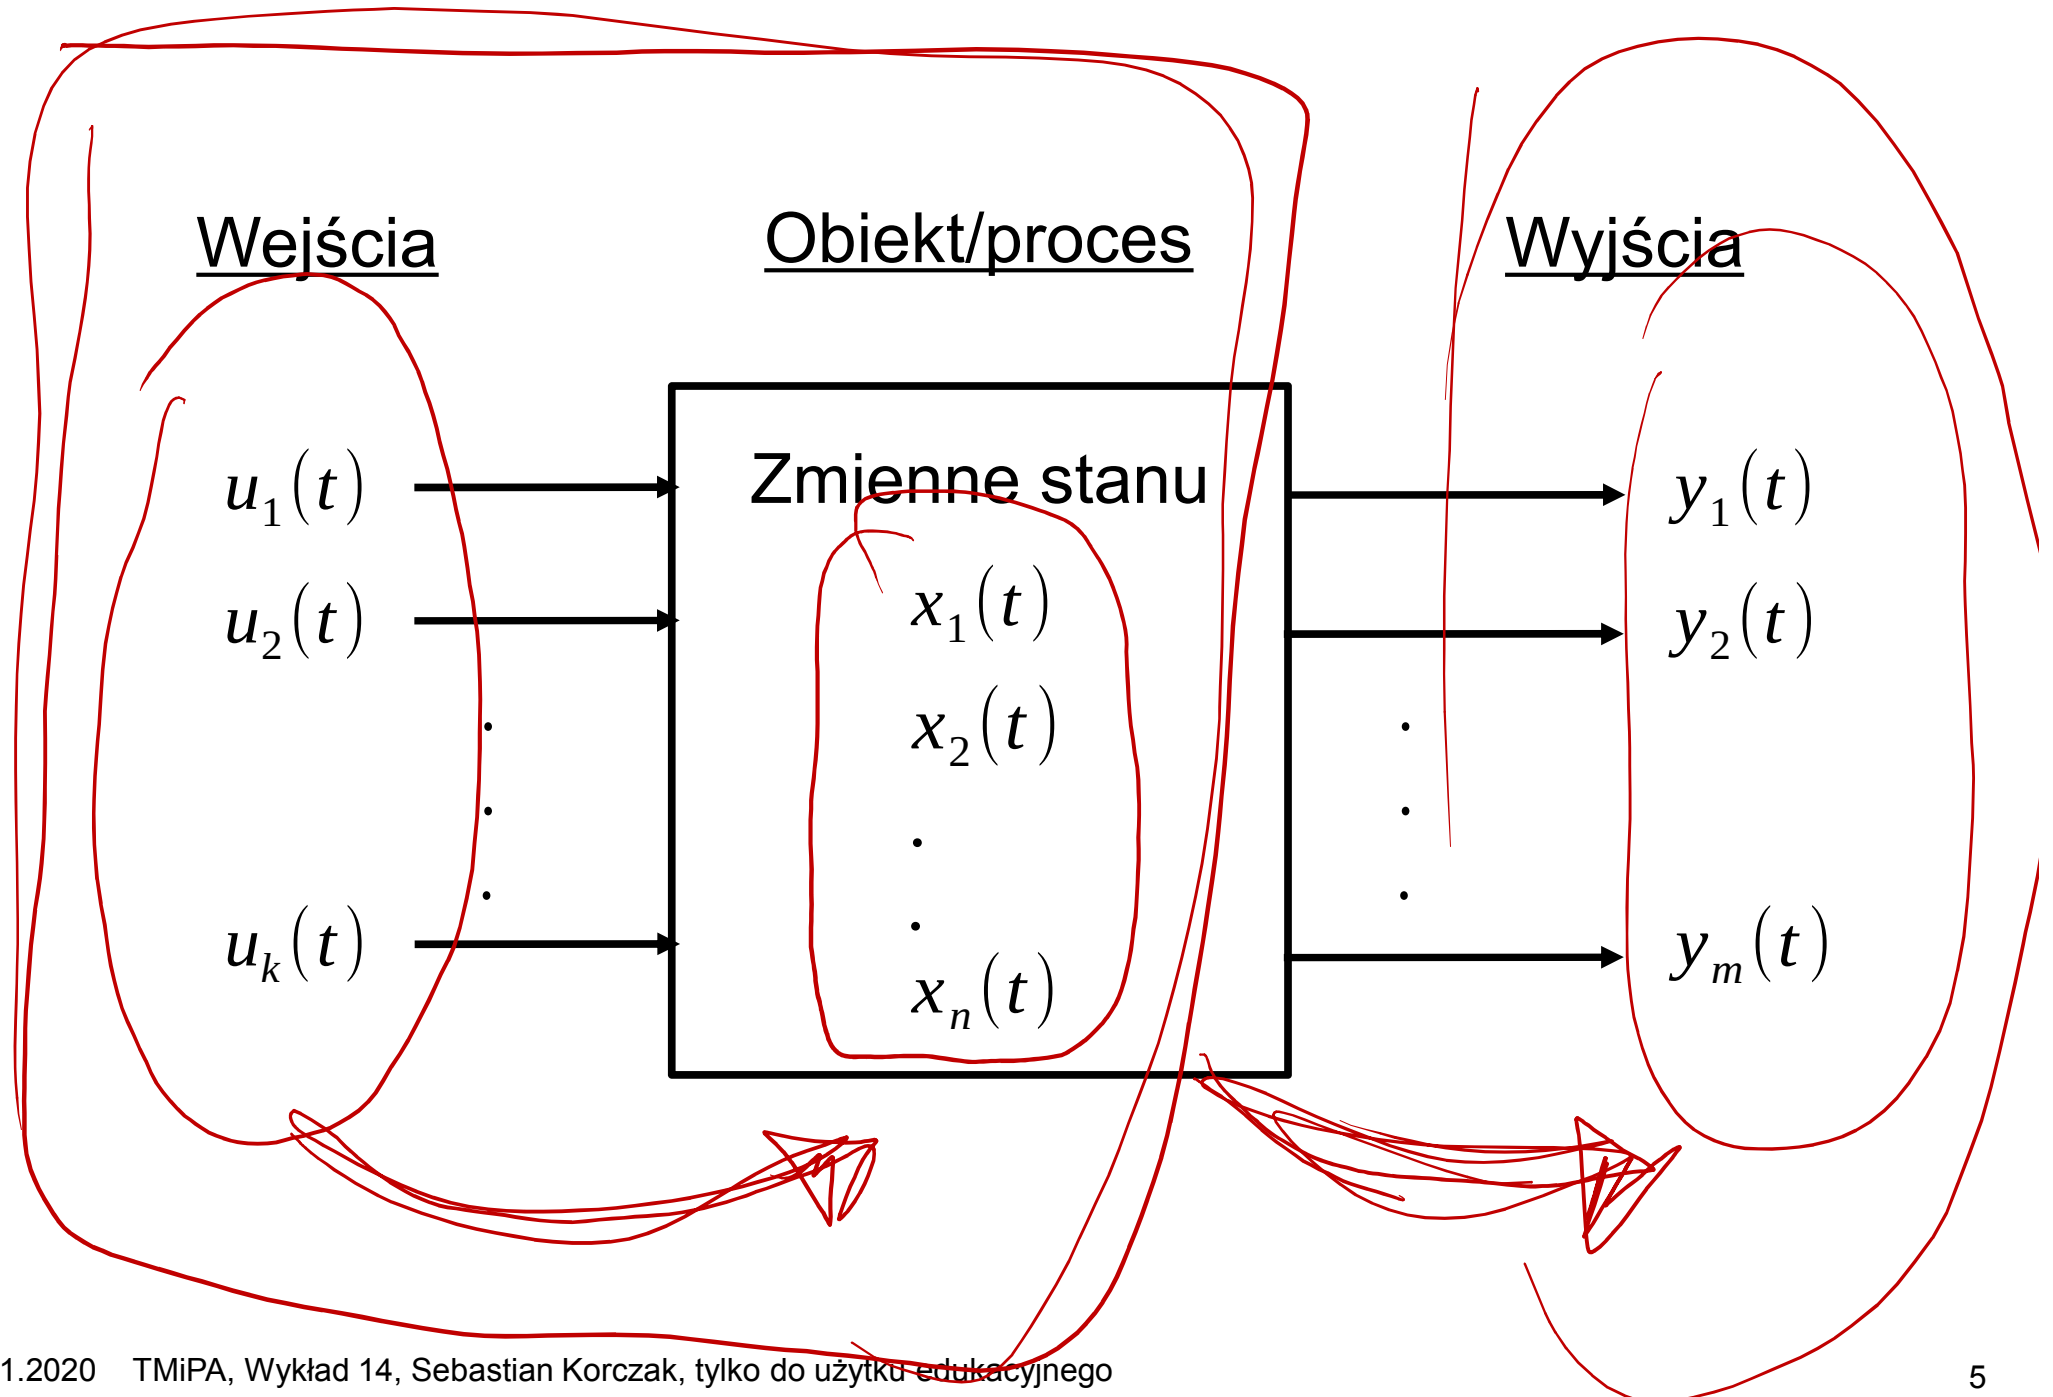 Wejścia Obiekt/proces Wyjścia
Zmienne stanu
u₁(t) y₁(t)
x₁(t)
u₂(t) y₂(t)
x₂(t)
.
.
.
.
.
.
.
.
uₖ(t) yₘ(t)
xₙ(t)
1.2020 TMiPA, Wykład 14, Sebastian Korczak, tylko do użytku edukacyjnego 5